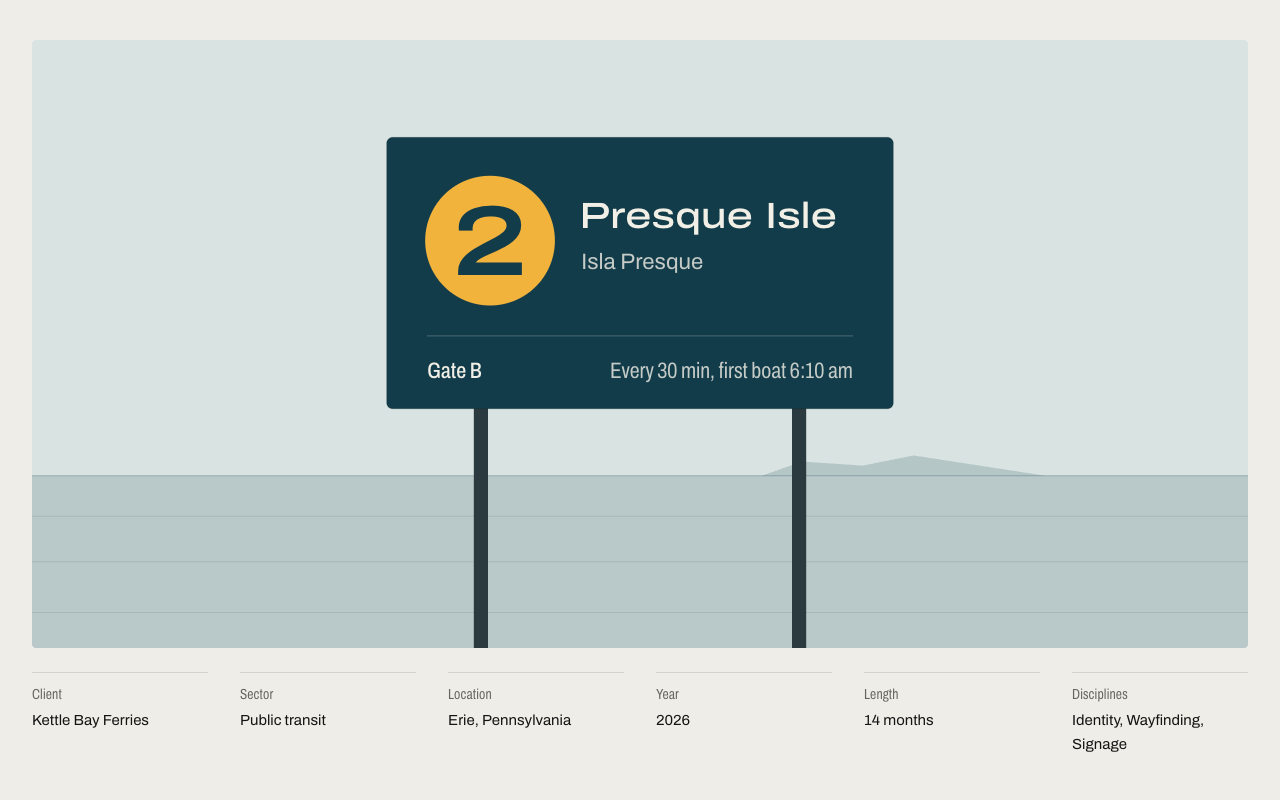 2
Presque Isle
Isla Presque
Gate B
Every 30 min, first boat 6:10 am
Client
Kettle Bay Ferries
Sector
Public transit
Location
Erie, Pennsylvania
Year
2026
Length
14 months
Disciplines
Identity, Wayfinding,
Signage